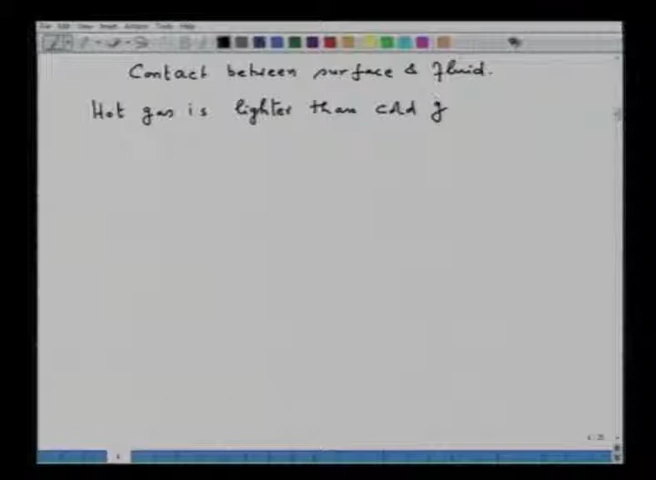 Contact between surface & fluid.
Hot gas is lighter than cold g